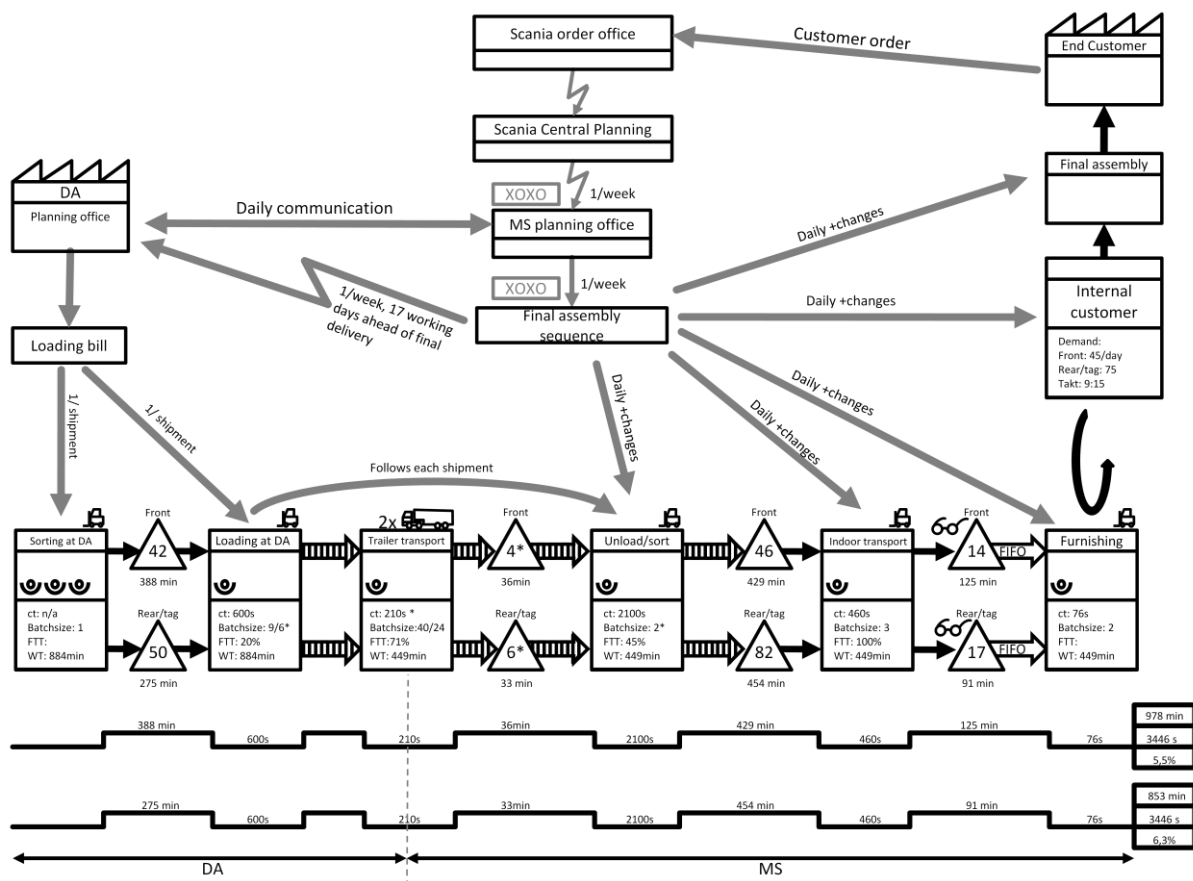 Scania order office
Customer order
End Customer
Scania Central Planning
Final assembly
XOXO
1/week
DA
Planning office
Daily communication
MS planning office
Daily +changes
XOXO
1/week
1/week, 17 working
days ahead of final
delivery
Final assembly
sequence
Daily +changes
Internal
customer
Demand:
Front: 45/day
Rear/tag: 75
Takt: 9:15
Loading bill
1/ shipment
1/ shipment
Daily +changes
Daily +changes
Daily +changes
Follows each shipment
Sorting at DA
ct: n/a
Batchsize: 1
FTT:
WT: 884min
Front
42
388 min
Rear/tag
50
275 min
Loading at DA
ct: 600s
Batchsize: 9/6*
FTT: 20%
WT: 884min
2x
Trailer transport
ct: 210s *
Batchsize:40/24
FTT:71%
WT: 449min
Front
4*
36min
Rear/tag
6*
33 min
Unload/sort
ct: 2100s
Batchsize: 2*
FTT: 45%
WT: 449min
Front
46
429 min
Rear/tag
82
454 min
Indoor transport
ct: 460s
Batchsize: 3
FTT: 100%
WT: 449min
Front
14
FIFO
125 min
Rear/tag
17
FIFO
91 min
Furnishing
ct: 76s
Batchsize: 2
FTT:
WT: 449min
388 min
600s
210s
36min
2100s
429 min
460s
125 min
76s
978 min
3446 s
5,5%
275 min
600s
210s
33min
2100s
454 min
460s
91 min
76s
853 min
3446 s
6,3%
DA
MS